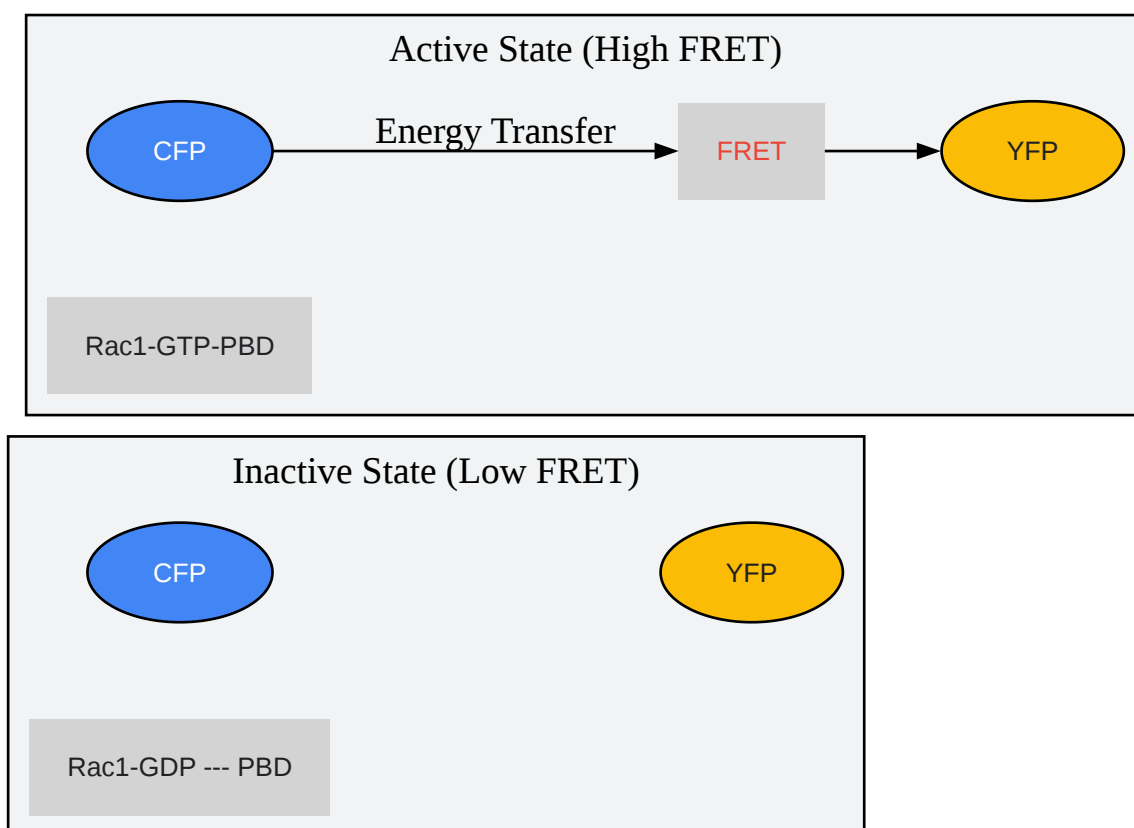 Active State (High FRET)
CFP
Energy Transfer
FRET
YFP
Rac1-GTP-PBD
Inactive State (Low FRET)
CFP
YFP
Rac1-GDP --- PBD